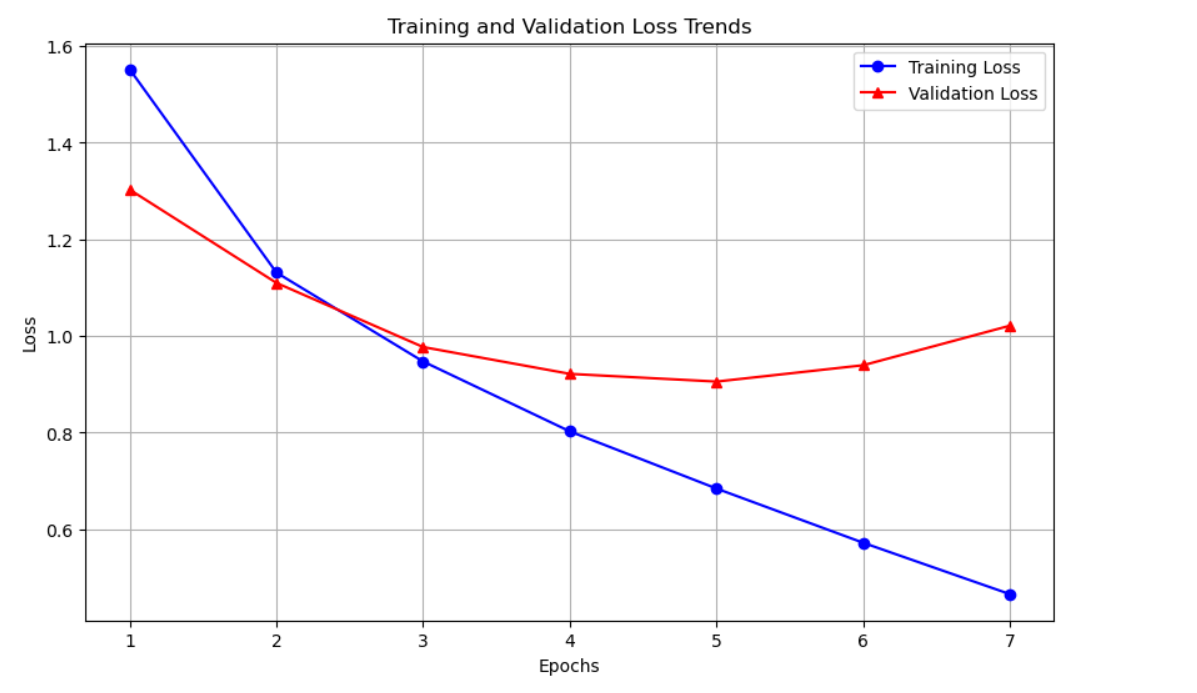 Training and Validation Loss Trends
1.6
1.4
1.2
1.0
0.8
0.6
Loss
Training Loss
Validation Loss
1 2 3 4 5 6 7
Epochs